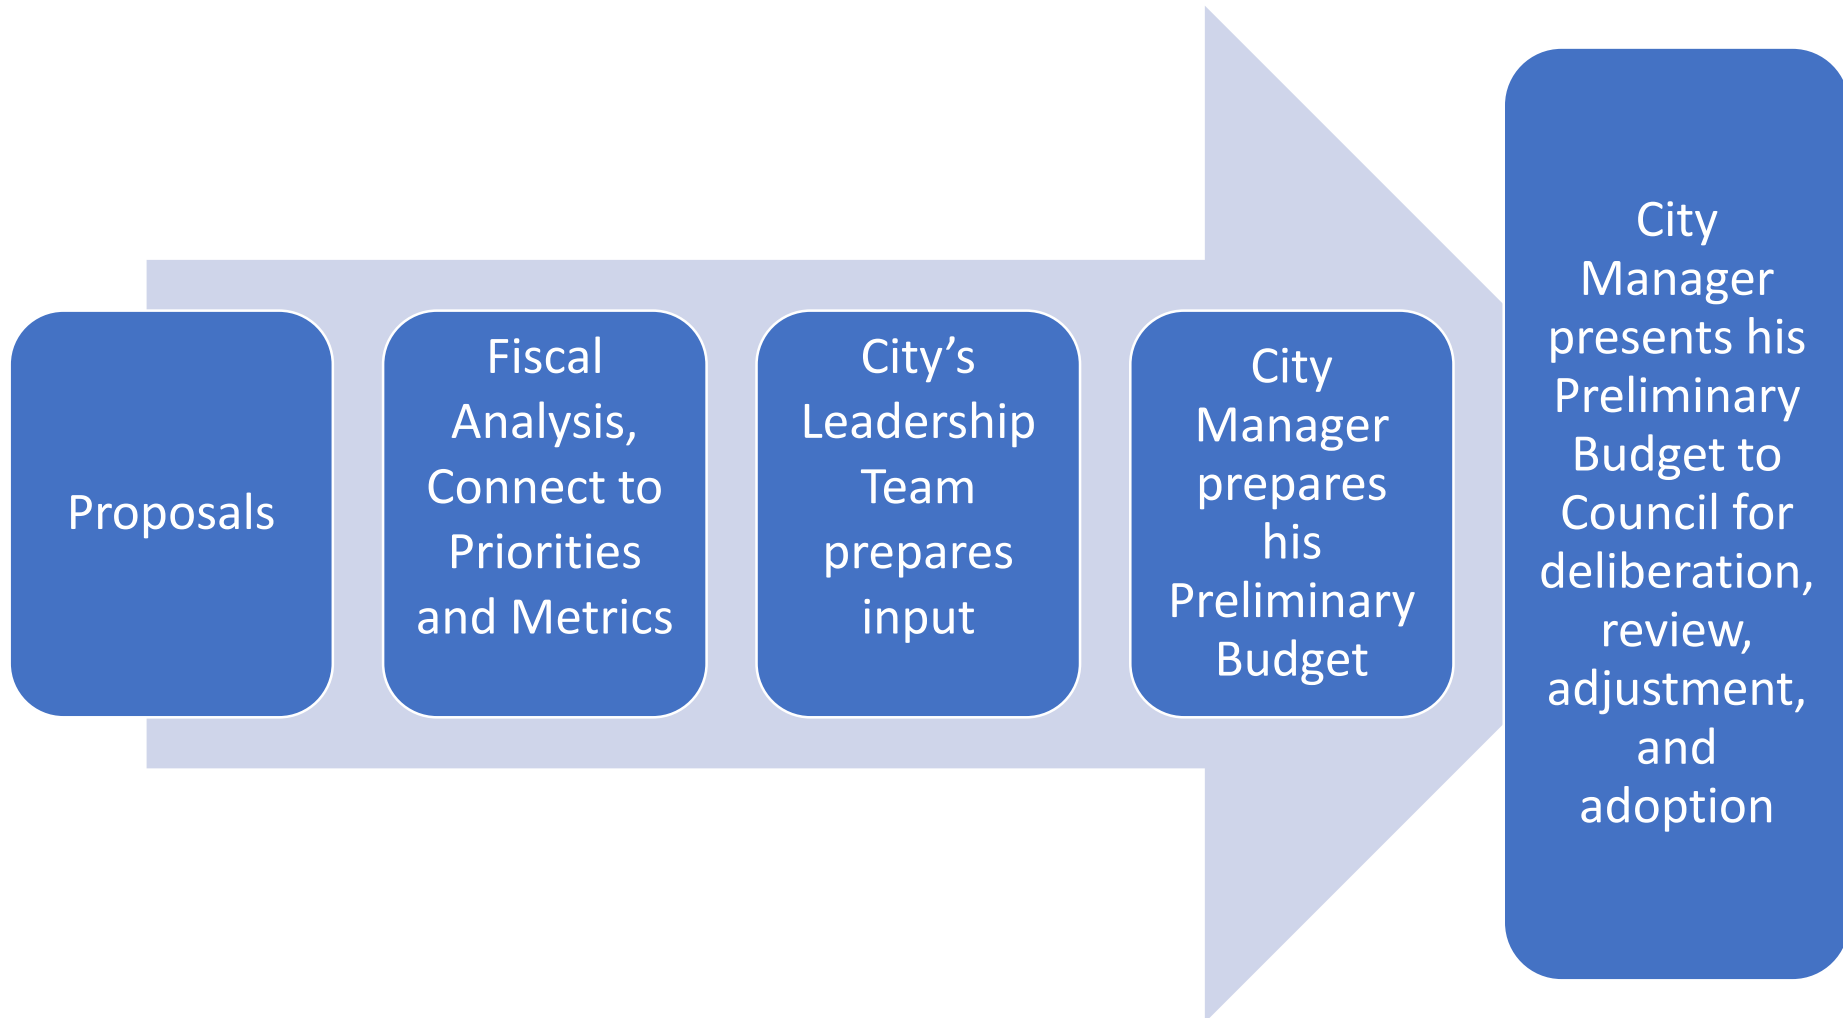 Proposals
Fiscal
Analysis,
Connect to
Priorities
and Metrics
City’s
Leadership
Team
prepares
input
City
Manager
prepares
his
Preliminary
Budget
City
Manager
presents his
Preliminary
Budget to
Council for
deliberation,
review,
adjustment,
and
adoption